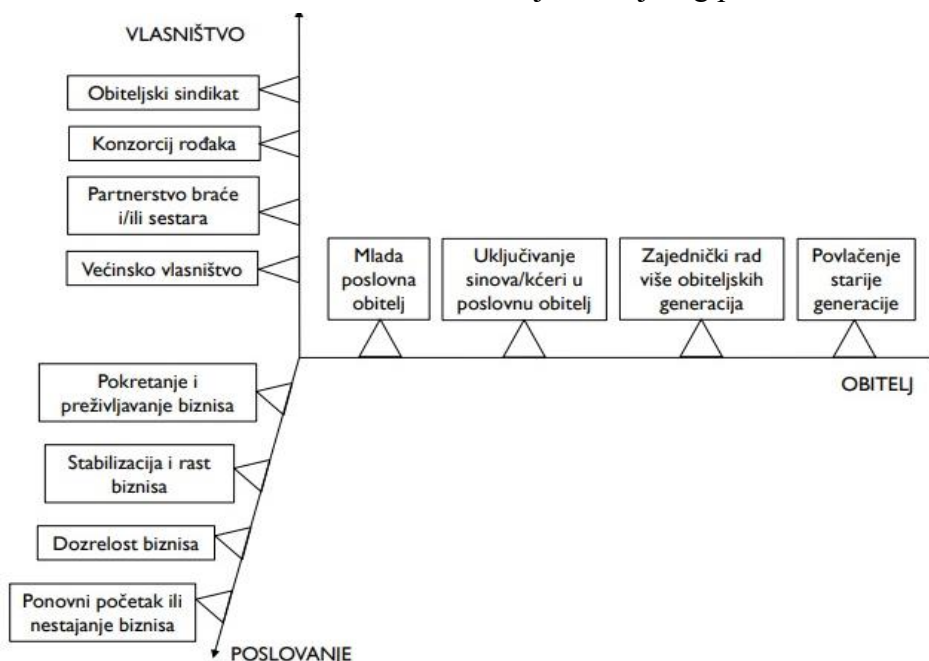 VLASNIŠTVO
Obiteljski sindikat
Konzorcij rođaka
Partnerstvo braće
i/ili sestara
Većinsko vlasništvo
Mlada
poslovna
obitelj
Uključivanje
sinova/kćeri u
poslovnu obitelj
Zajednički rad
više obiteljskih
generacija
Povlačenje
starije
generacije
OBITELJ
Pokretanje i
preživljavanje biznisa
Stabilizacija i rast
biznisa
Dozrelost biznisa
Ponovni početak ili
nestajanje biznisa
POSLOVANJE